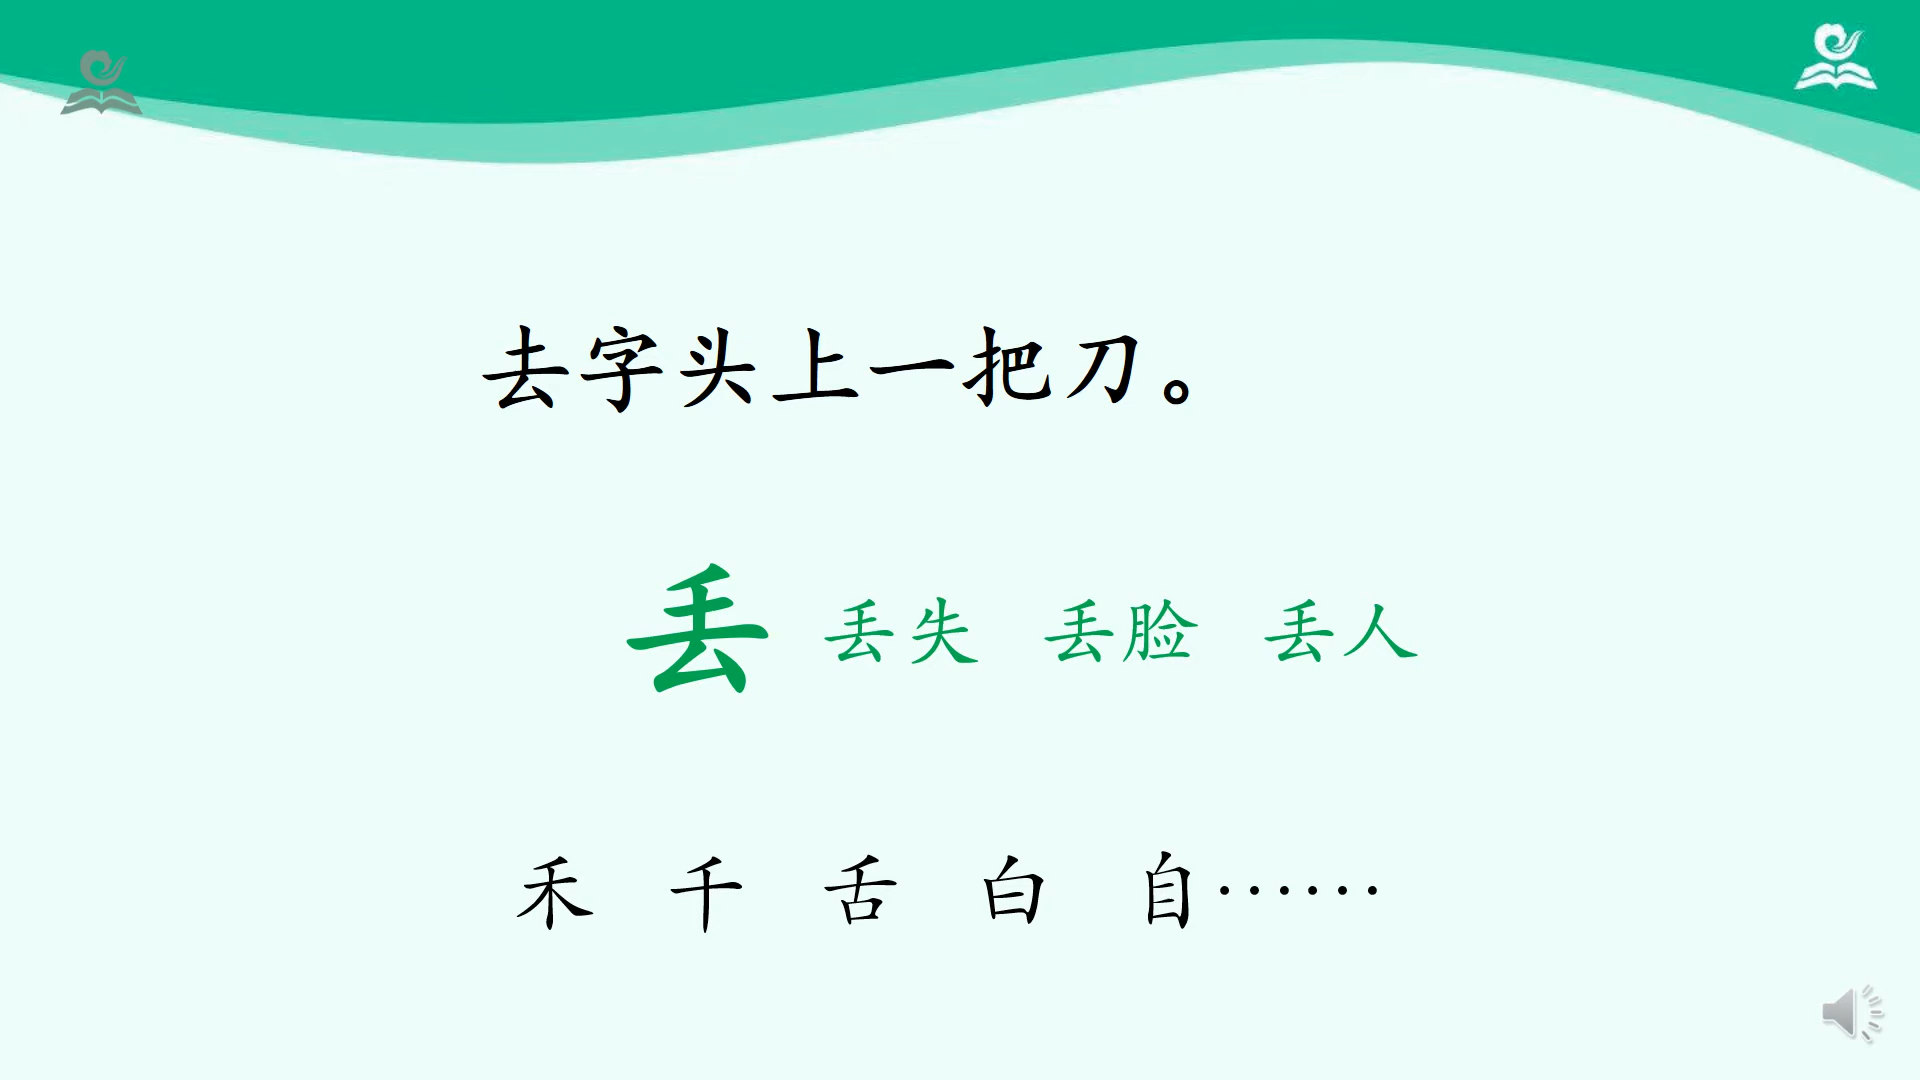 去字头上一把刀。
丢 丢失 丢脸 丢人
禾 千 舌 白 自······